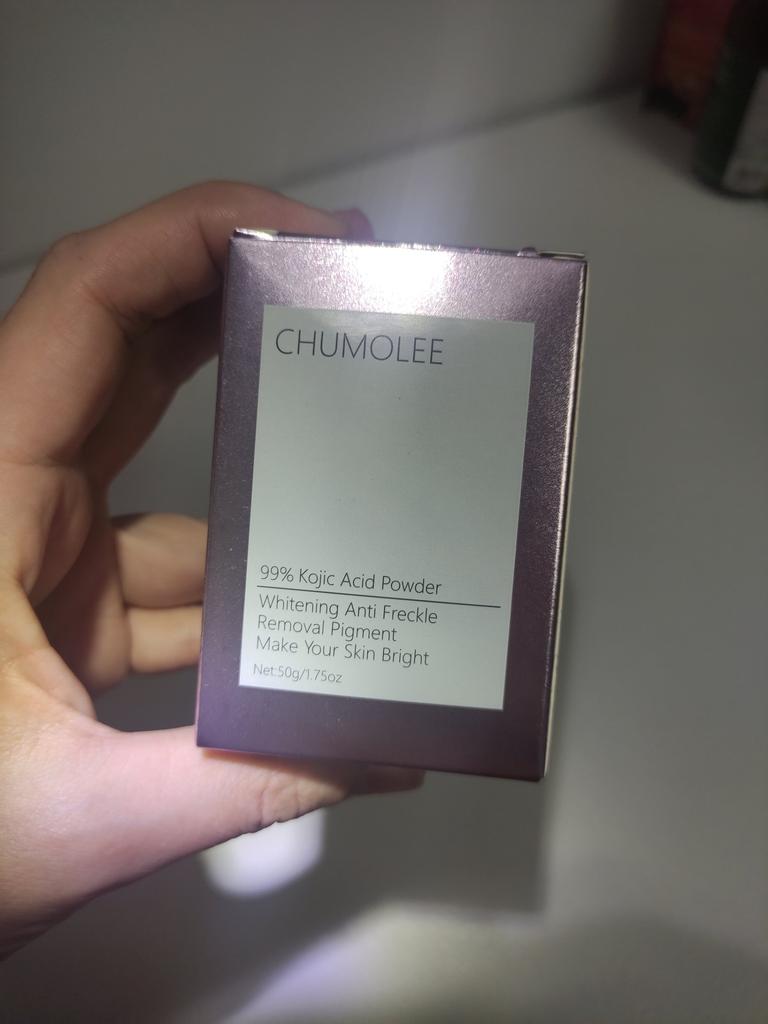 CHUMOLEE
99% Kojic Acid Powder
Whitening Anti Freckle
Removal Pigment
Make Your Skin Bright
Net:50g/1.75oz